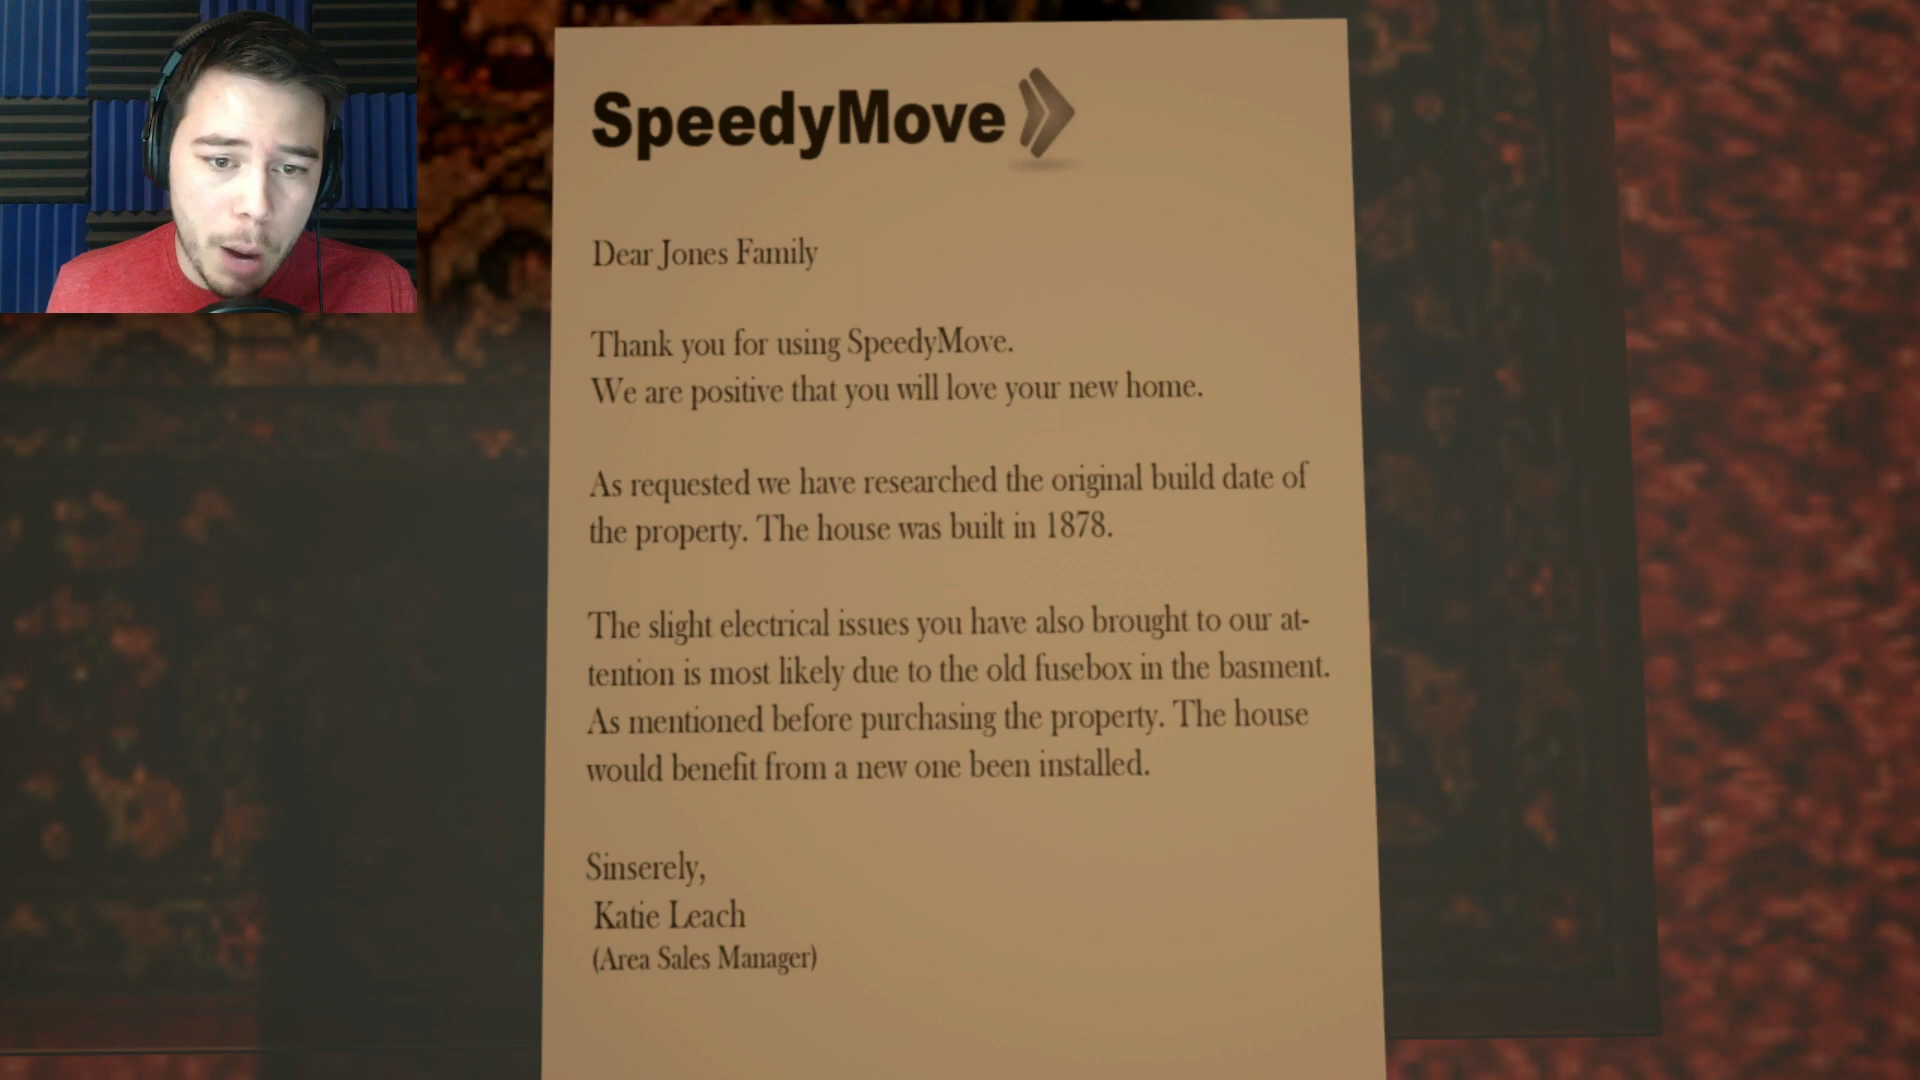 SpeedyMove
Dear Jones Family
Thank you for using SpeedyMove.
We are positive that you will love your new home.
As requested we have researched the original build date of
the property. The house was built in 1878.
The slight electrical issues you have also brought to our at-
tention is most likely due to the old fusebox in the basment.
As mentioned before purchasing the property. The house
would benefit from a new one been installed.
Sinserely,
Katie Leach
(Area Sales Manager)